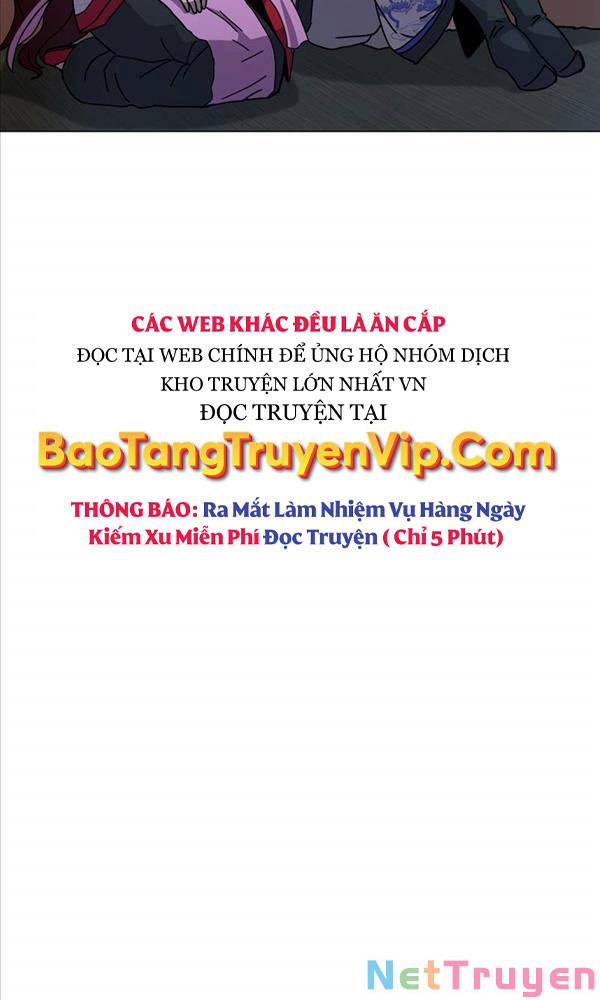 CÁC WEB KHÁC ĐỀU LÀ ĂN CẮP
ĐỌC TẠI WEB CHÍNH ĐỂ ỦNG HỘ NHÓM DỊCH
KHO TRUYỆN LỚN NHẤT VN
ĐỌC TRUYỆN TẠI
BaoTangTruyenVip.Com
THÔNG BÁO: Ra Mắt Làm Nhiệm Vụ Hàng Ngày
Kiếm Xu Miễn Phí Đọc Truyện ( Chỉ 5 Phút)
NetTruyen